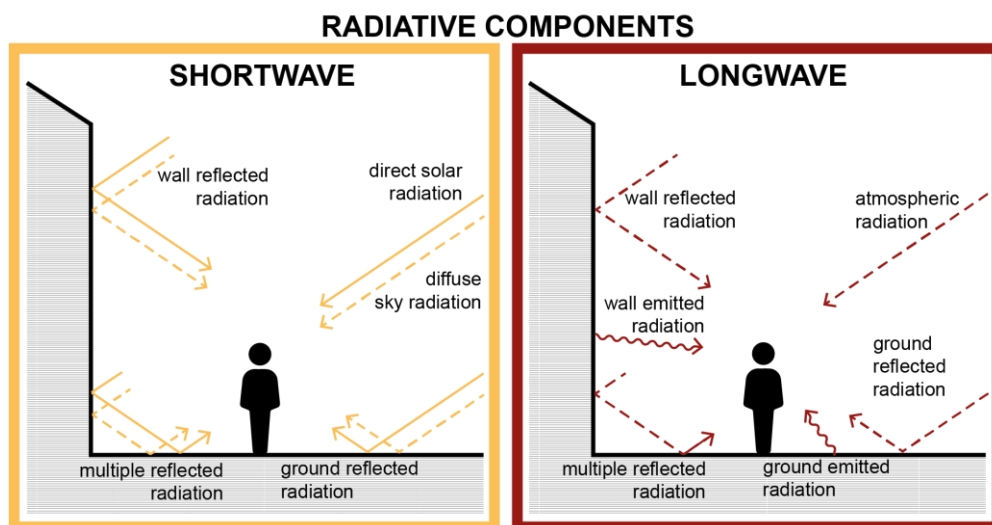 RADIATIVE COMPONENTS
SHORTWAVE
wall reflected
radiation
direct solar
radiation
diffuse
sky radiation
multiple reflected
radiation
ground reflected
radiation
LONGWAVE
wall reflected
radiation
atmospheric
radiation
wall emitted
radiation
ground
reflected
radiation
multiple reflected
radiation
ground emitted
radiation